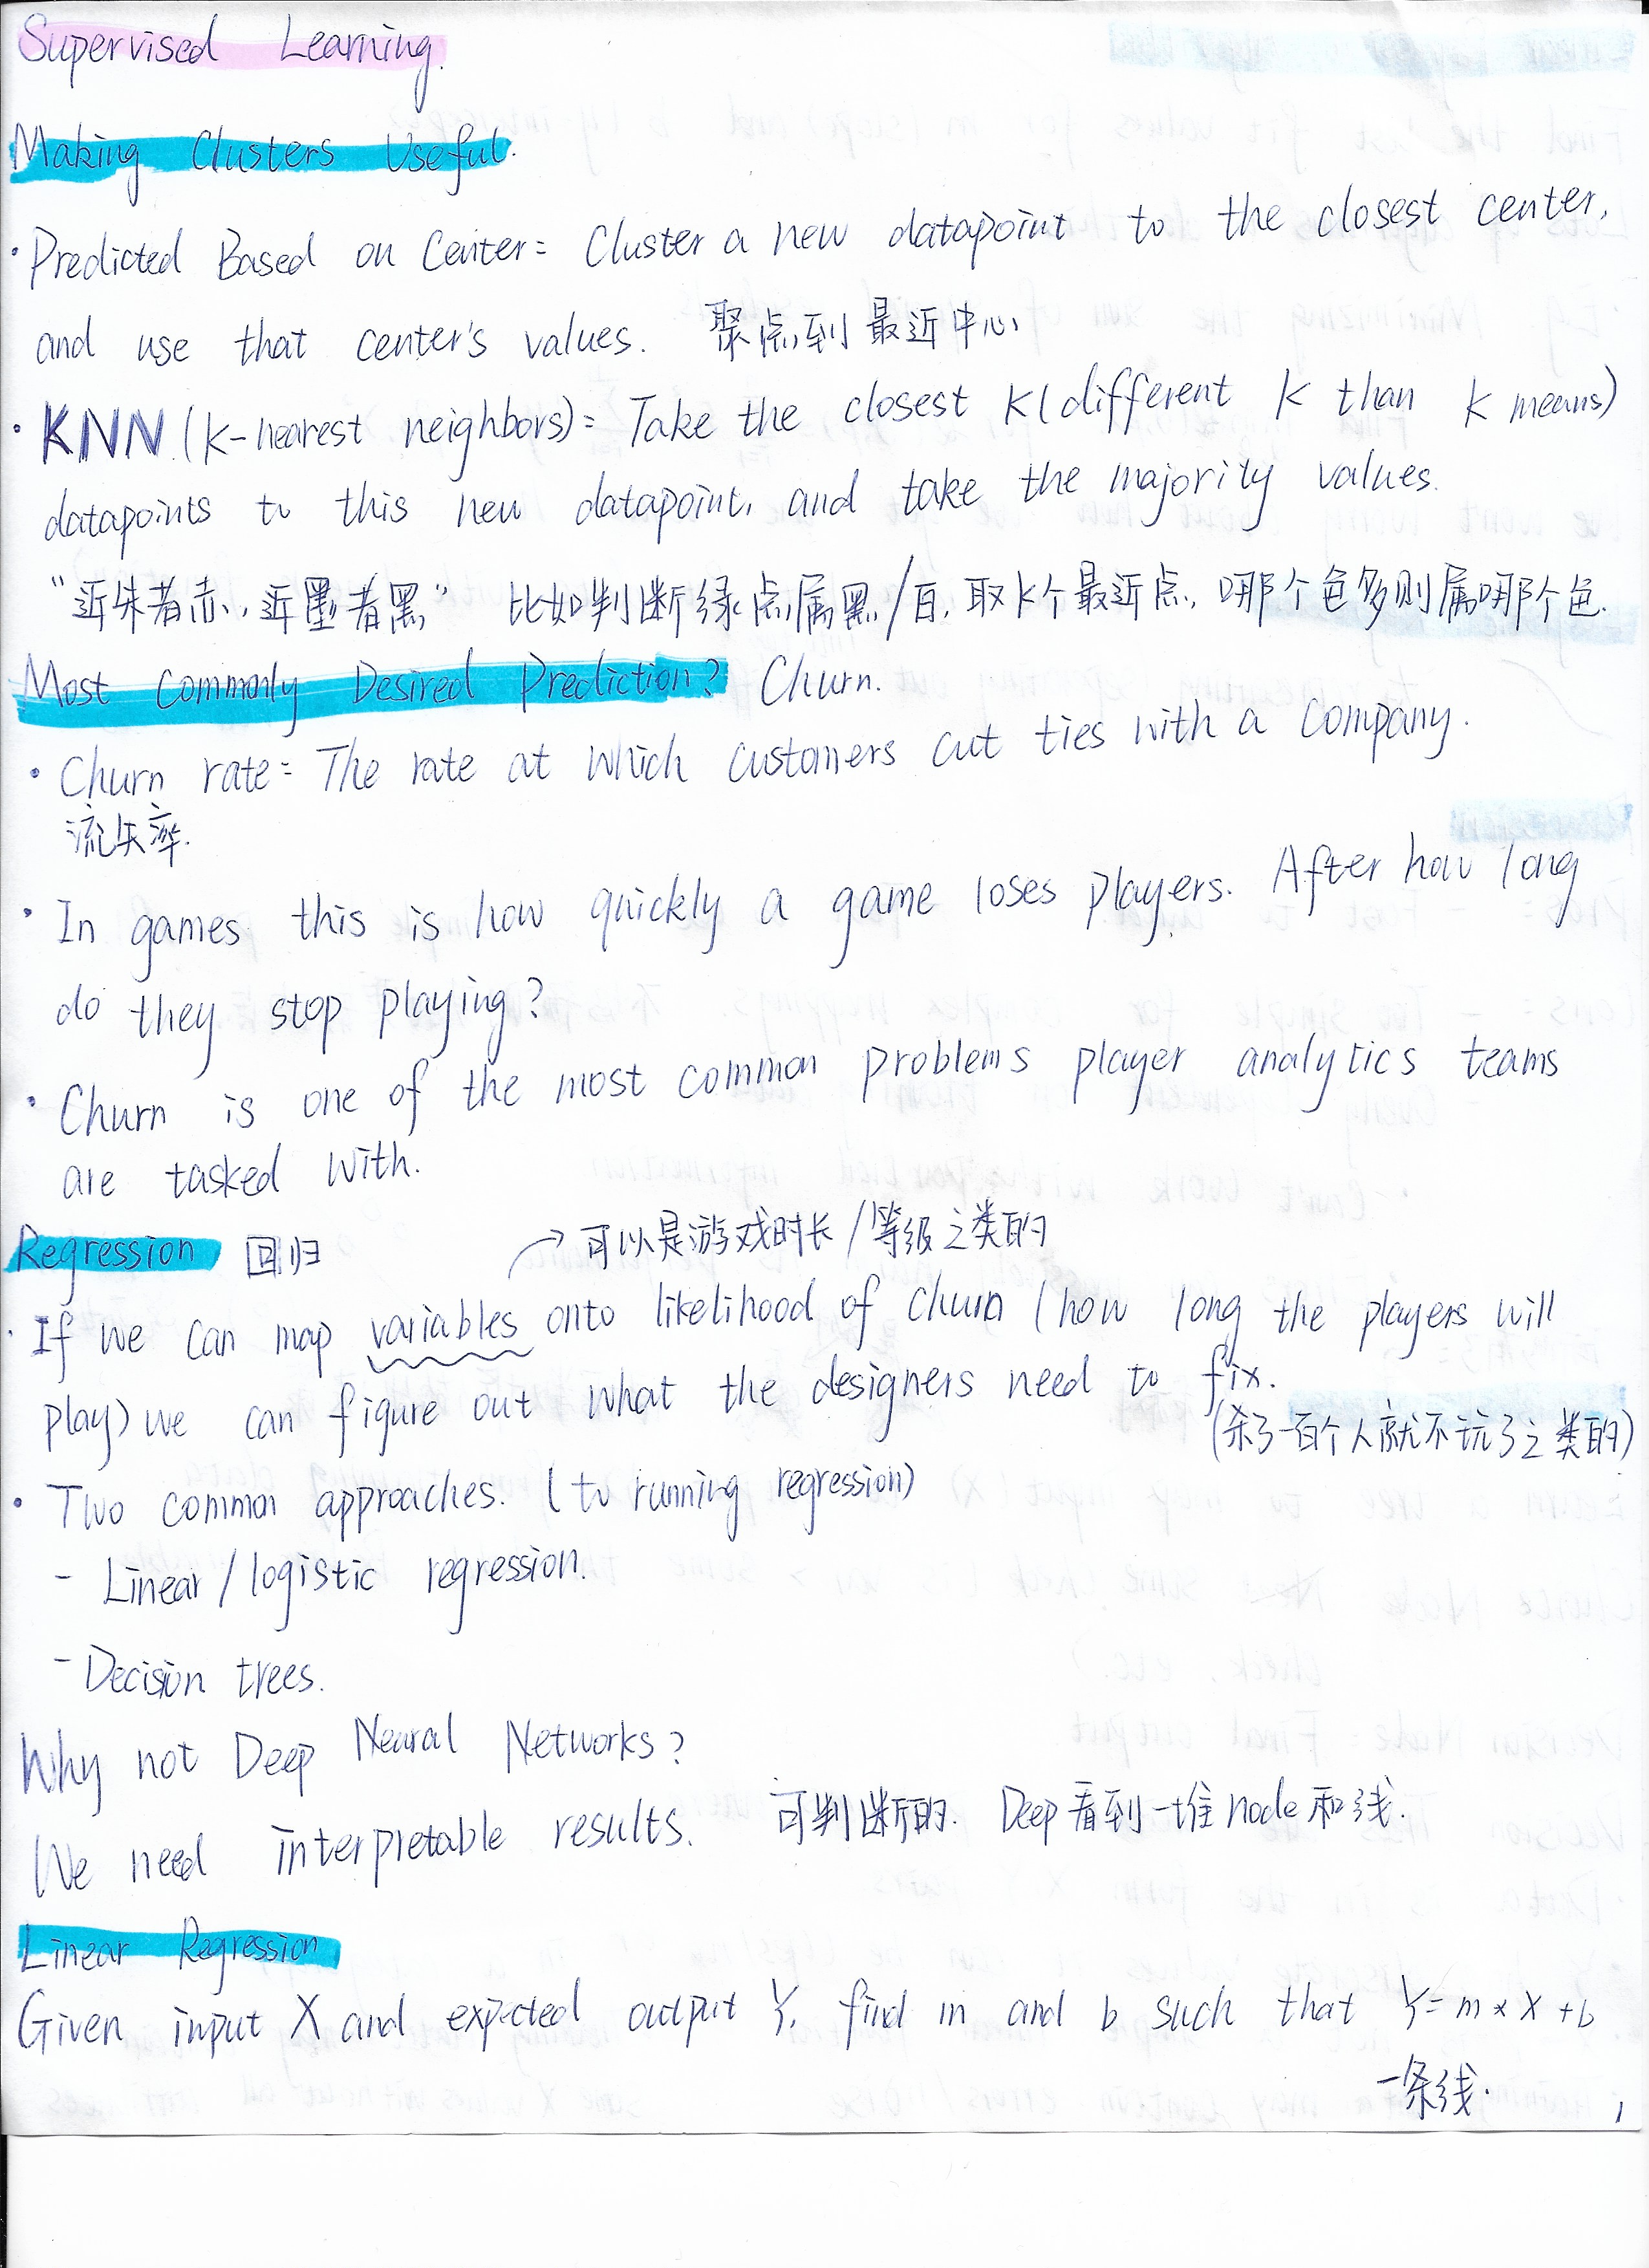 Supervised Learning.
Making Clusters Useful.
· Predicted Based on Center = Cluster a new datapoint to the closest center,
and use that center's values. 聚点到最近中心
· KNN (K-nearest neighbors) = Take the closest K (different K than k means)
datapoints to this new datapoint, and take the majority values.
"近朱者赤,近墨者黑" 比如判断绿点属黑/白,取K个最近点,哪个色多则属哪个色.
Most Commonly Desired Prediction? Churn.
· Churn rate = The rate at which customers cut ties with a company.
流失率.
· In games this is how quickly a game loses players. After how long
do they stop playing?
· Churn is one of the most common problems player analytics teams
are tasked with.
Regression 回归
→ 可以是游戏时长/等级之类的
· If we can map variables onto likelihood of churn (how long the players will
play) we can figure out what the designers need to fix.
(杀了一百个人就不玩了之类的)
· Two common approaches. (to running regression)
- Linear/logistic regression.
- Decision trees.
Why not Deep Neural Networks?
We need interpretable results. 可判断的. Deep看到一堆node和线.
Linear Regression
Given input X and expected output Y, find m and b such that Y = m * X + b
一条线.